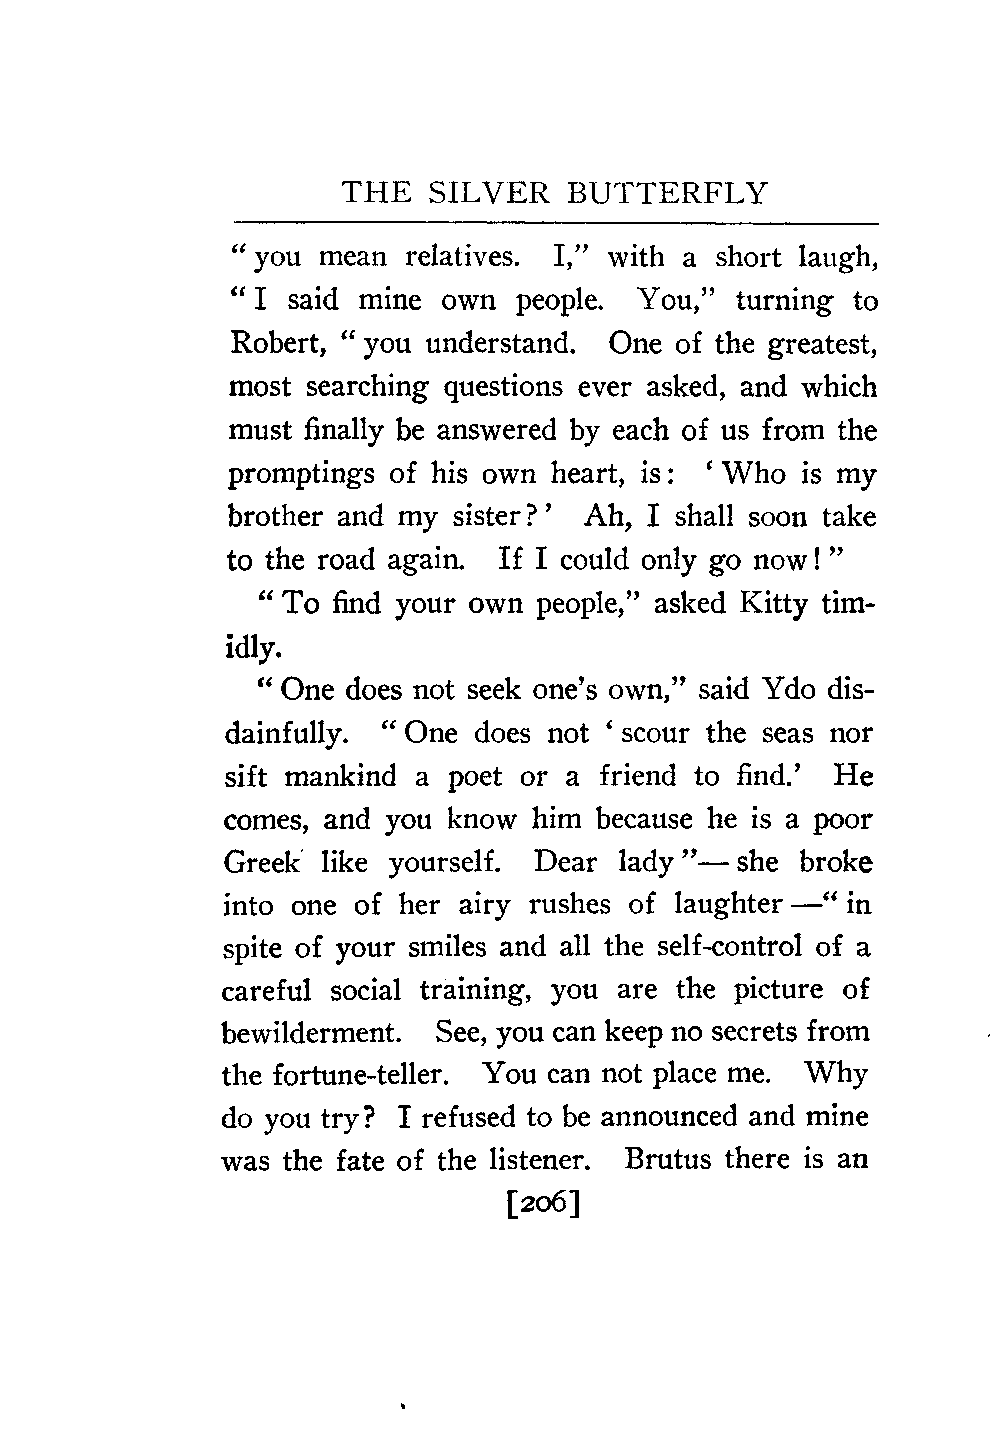 THE SILVER BUTTERFLY
“ you mean relatives. I,” with a short laugh,
“ I said mine own people. You,” turning to
Robert, “ you understand. One of the greatest,
most searching questions ever asked, and which
must finally be answered by each of us from the
promptings of his own heart, is: ‘ Who is my
brother and my sister? ’ Ah, I shall soon take
to the road again. If I could only go now! ”
“ To find your own people,” asked Kitty tim-
idly.
“ One does not seek one’s own,” said Ydo dis-
dainfully. “ One does not ‘ scour the seas nor
sift mankind a poet or a friend to find.’ He
comes, and you know him because he is a poor
Greek like yourself. Dear lady ”— she broke
into one of her airy rushes of laughter —“ in
spite of your smiles and all the self-control of a
careful social training, you are the picture of
bewilderment. See, you can keep no secrets from
the fortune-teller. You can not place me. Why
do you try? I refused to be announced and mine
was the fate of the listener. Brutus there is an
[206]